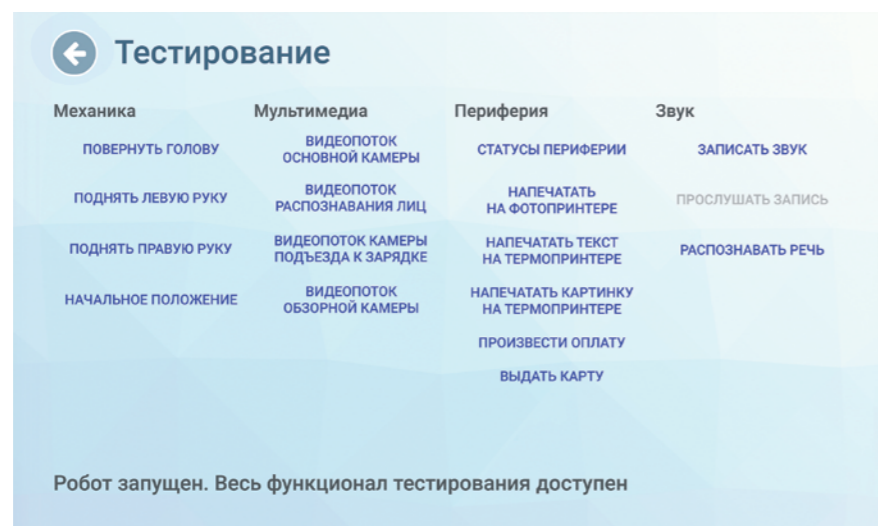 Тестирование
Механика
ПОВЕРНУТЬ ГОЛОВУ
ПОДНЯТЬ ЛЕВУЮ РУКУ
ПОДНЯТЬ ПРАВУЮ РУКУ
НАЧАЛЬНОЕ ПОЛОЖЕНИЕ
Мультимедиа
ВИДЕОПОТОК
ОСНОВНОЙ КАМЕРЫ
ВИДЕОПОТОК
РАСПОЗНАВАНИЯ ЛИЦ
ВИДЕОПОТОК КАМЕРЫ
ПОДЪЕЗДА К ЗАРЯДКЕ
ВИДЕОПОТОК
ОБЗОРНОЙ КАМЕРЫ
Периферия
СТАТУСЫ ПЕРИФЕРИИ
НАПЕЧАТАТЬ
НА ФОТОПРИНТЕРЕ
НАПЕЧАТАТЬ ТЕКСТ
НА ТЕРМОПРИНТЕРЕ
НАПЕЧАТАТЬ КАРТИНКУ
НА ТЕРМОПРИНТЕРЕ
ПРОИЗВЕСТИ ОПЛАТУ
ВЫДАТЬ КАРТУ
Звук
ЗАПИСАТЬ ЗВУК
ПРОСЛУШАТЬ ЗАПИСЬ
РАСПОЗНАВАТЬ РЕЧЬ
Робот запущен. Весь функционал тестирования доступен